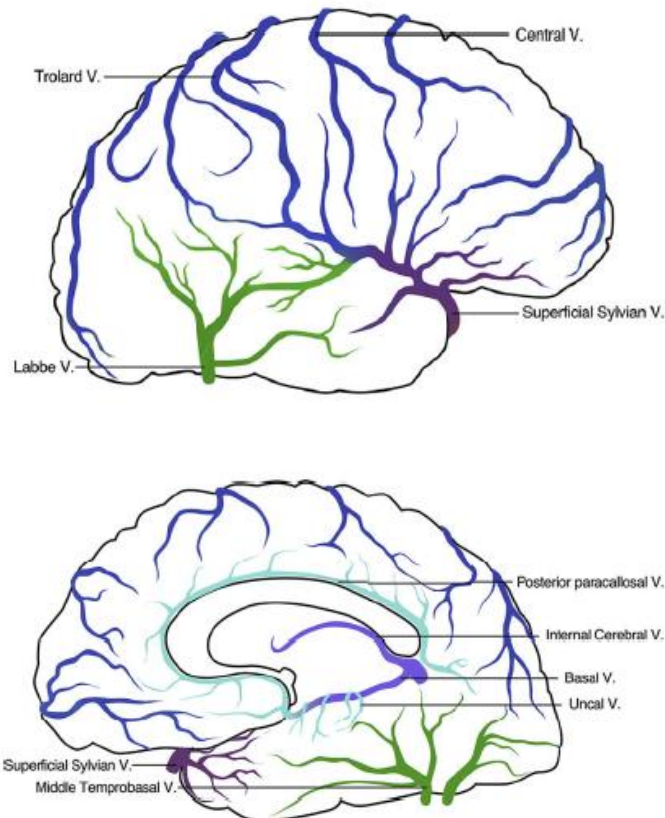 Central V.
Trolard V.
Superficial Sylvian V.
Labbe V.
Posterior paracallosal V.
Internal Cerebral V.
Basal V.
Uncal V.
Superficial Sylvian V.
Middle Temprobasal V.